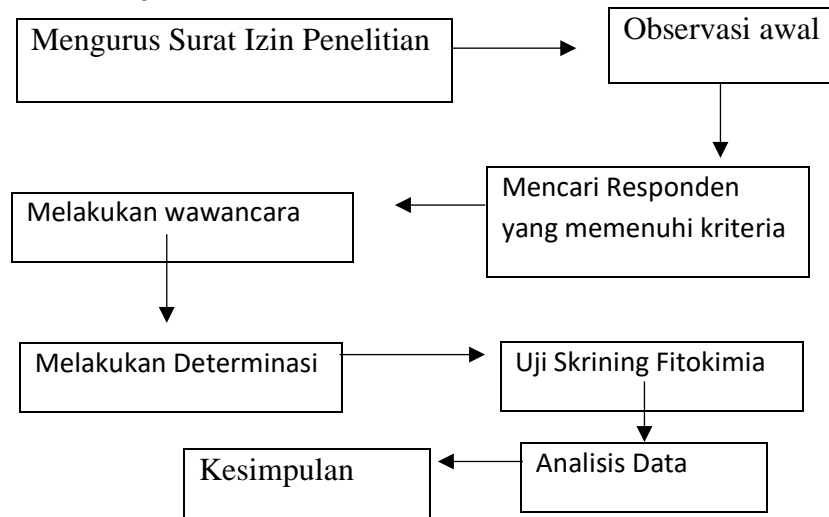 Mengurus Surat Izin Penelitian
Observasi awal
Mencari Responden
yang memenuhi kriteria
Melakukan wawancara
Melakukan Determinasi
Uji Skrining Fitokimia
Analisis Data
Kesimpulan